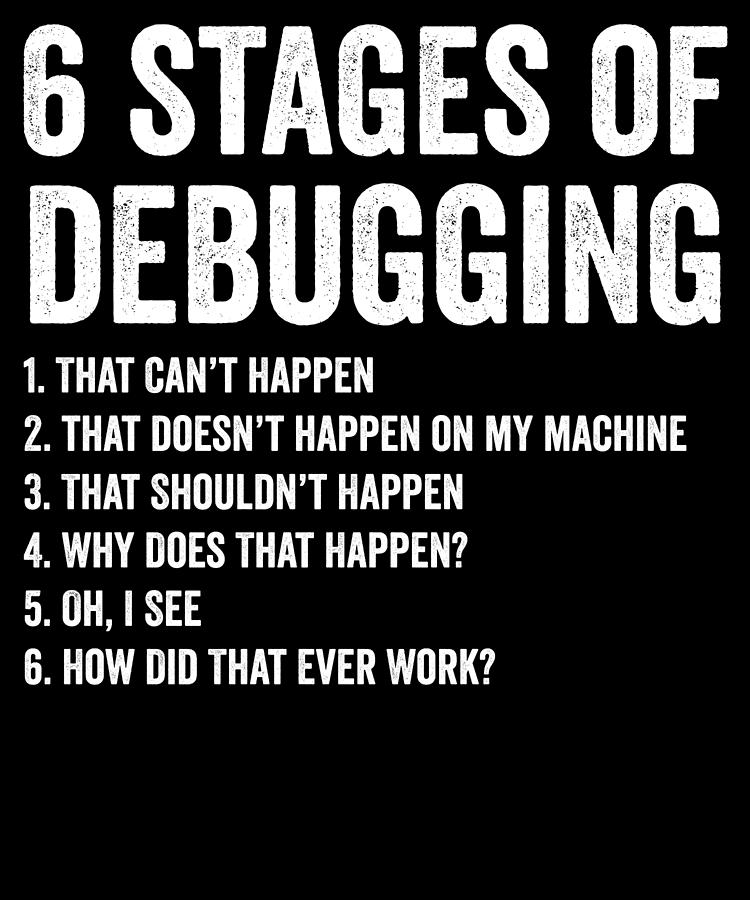 6 STAGES OF
DEBUGGING
1. THAT CAN’T HAPPEN
2. THAT DOESN’T HAPPEN ON MY MACHINE
3. THAT SHOULDN’T HAPPEN
4. WHY DOES THAT HAPPEN?
5. OH, I SEE
6. HOW DID THAT EVER WORK?